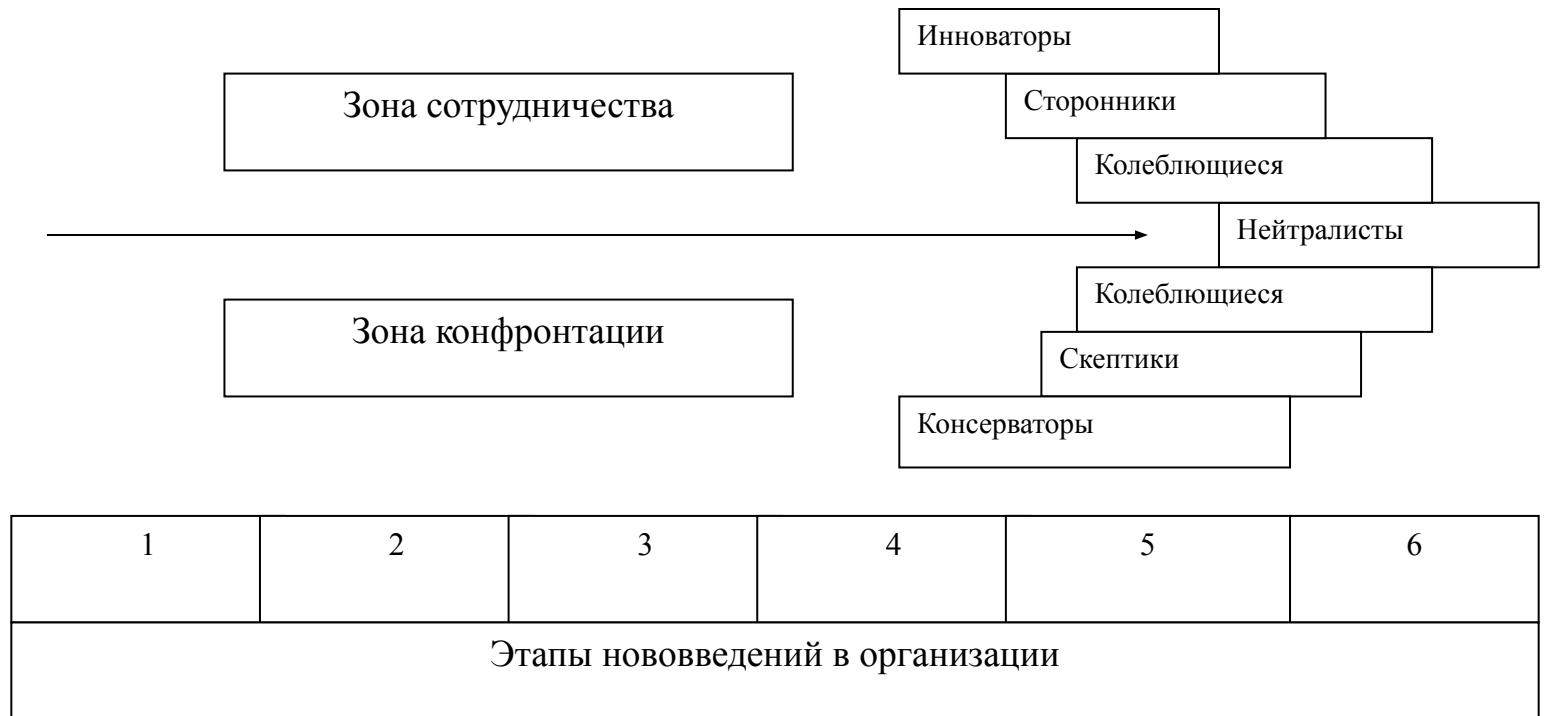 Инноваторы
Зона сотрудничества
Сторонники
Колеблющиеся
Нейтралисты
Колеблющиеся
Зона конфронтации
Скептики
Консерваторы
1 2 3 4 5 6
Этапы нововведений в организации